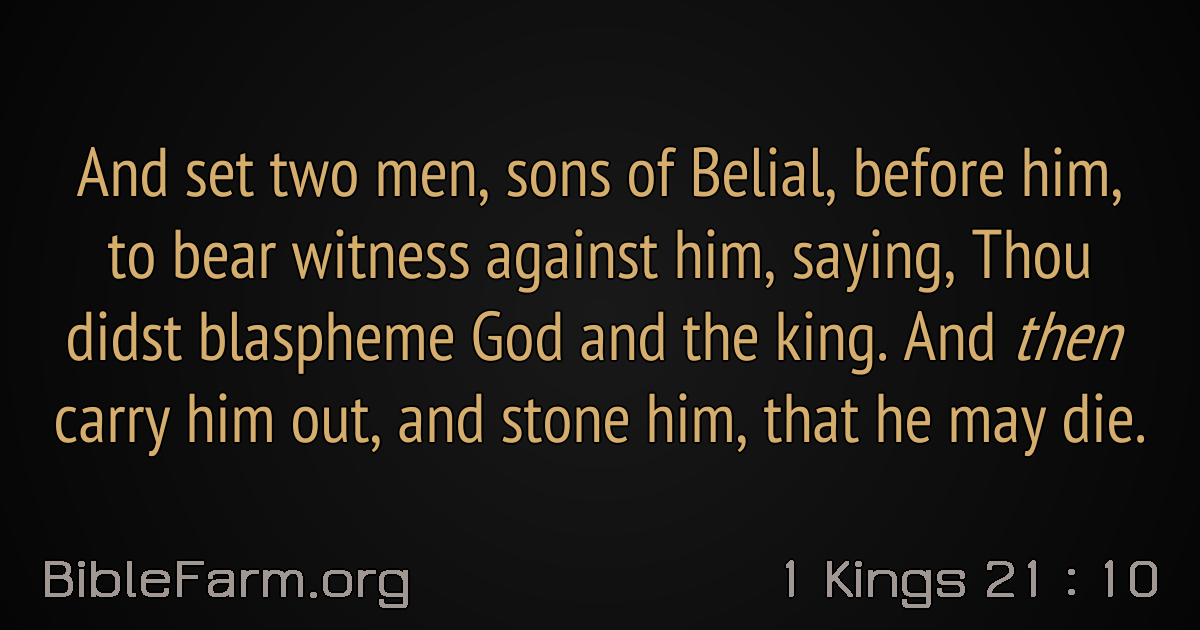 And set two men, sons of Belial, before him,
to bear witness against him, saying, Thou
didst blaspheme God and the king. And then
carry him out, and stone him, that he may die.
BibleFarm.org
1 Kings 21 : 10